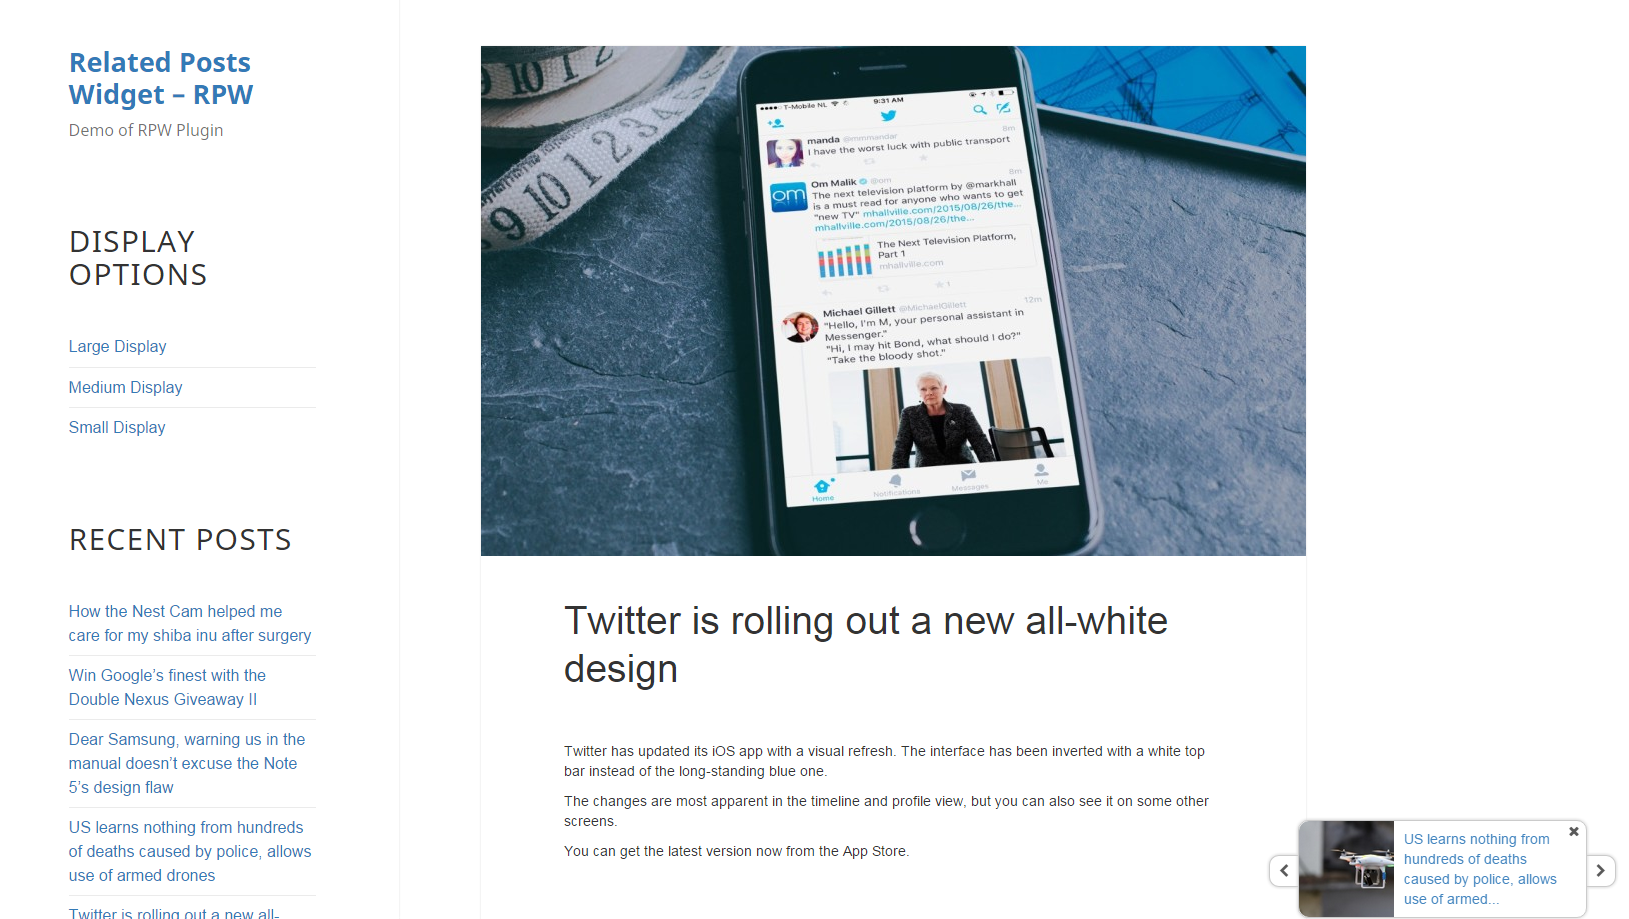 Related Posts
Widget – RPW
Demo of RPW Plugin
DISPLAY
OPTIONS
Large Display
Medium Display
Small Display
RECENT POSTS
How the Nest Cam helped me
care for my shiba inu after surgery
Win Google’s finest with the
Double Nexus Giveaway II
Dear Samsung, warning us in the
manual doesn’t excuse the Note
5’s design flaw
US learns nothing from hundreds
of deaths caused by police, allows
use of armed drones
Twitter is rolling out a new all-
9 10 11 12
T-Mobile NL
9:31 AM
manda @mmmandar 8m
I have the worst luck with public transport
om
Om Malik @om 8m
The next television platform by @markhall
is a must read for anyone who wants to get
"new TV" mhallville.com/2015/08/26/the...
mhallville.com/2015/08/26/the...
The Next Television Platform,
Part 1
mhallville.com
1
Michael Gillett @MichaelGillett 12m
"Hello, I'm M, your personal assistant in
Messenger."
"Hi, I may hit Bond, what should I do?"
"Take the bloody shot."
Home
Notifications
Messages
Me
Twitter is rolling out a new all-white
design
Twitter has updated its iOS app with a visual refresh. The interface has been inverted with a white top
bar instead of the long-standing blue one.
The changes are most apparent in the timeline and profile view, but you can also see it on some other
screens.
You can get the latest version now from the App Store.
US learns nothing from
hundreds of deaths
caused by police, allows
use of armed...